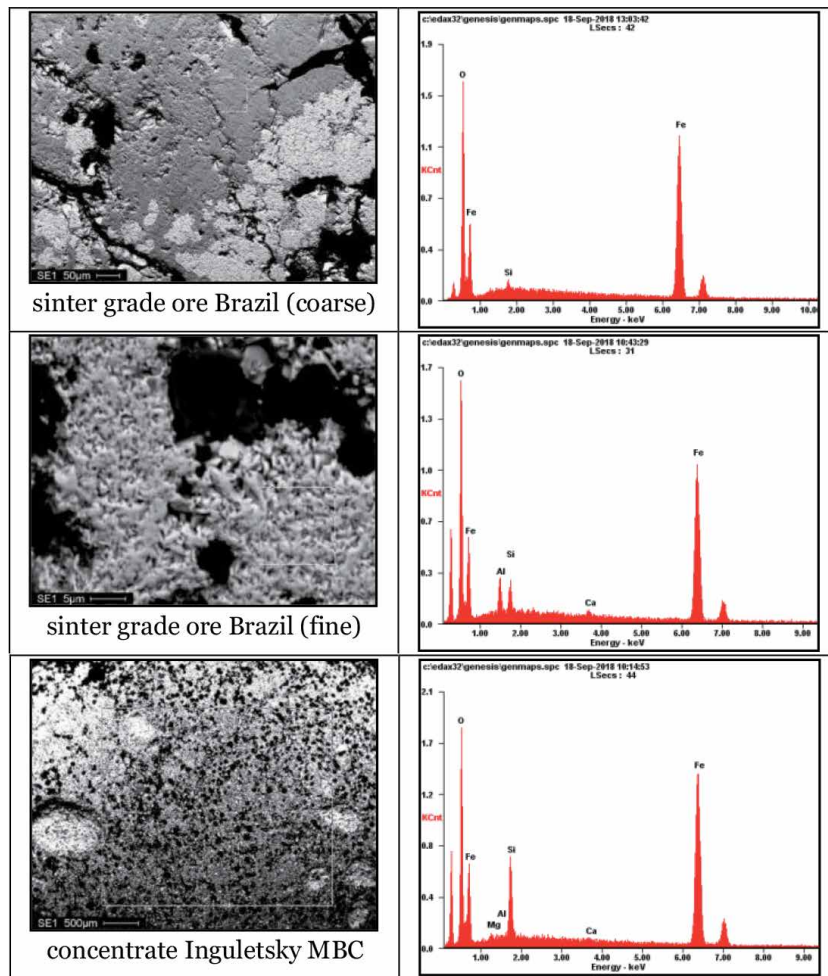 SE1 50µm
sinter grade ore Brazil (coarse)
c:\edax32\genesis\genmaps.spc 18-Sep-2018 13:03:42
LSecs : 42
1.9
1.5
1.1
KCnt
0.7
0.4
0.0
O
Fe
Si
Fe
1.00 2.00 3.00 4.00 5.00 6.00 7.00 8.00 9.00 10.00
Energy - keV
SE1 5µm
sinter grade ore Brazil (fine)
c:\edax32\genesis\genmaps.spc 18-Sep-2018 10:43:29
LSecs : 31
1.7
1.3
1.0
KCnt
0.7
0.3
0.0
O
Fe
Al
Si
Ca
Fe
1.00 2.00 3.00 4.00 5.00 6.00 7.00 8.00 9.00
Energy - keV
SE1 500µm
concentrate Inguletsky MBC
c:\edax32\genesis\genmaps.spc 18-Sep-2018 10:14:53
LSecs : 44
2.1
1.7
1.2
KCnt
0.8
0.4
0.0
O
Fe
Mg
Al
Si
Ca
Fe
1.00 2.00 3.00 4.00 5.00 6.00 7.00 8.00 9.00
Energy - keV